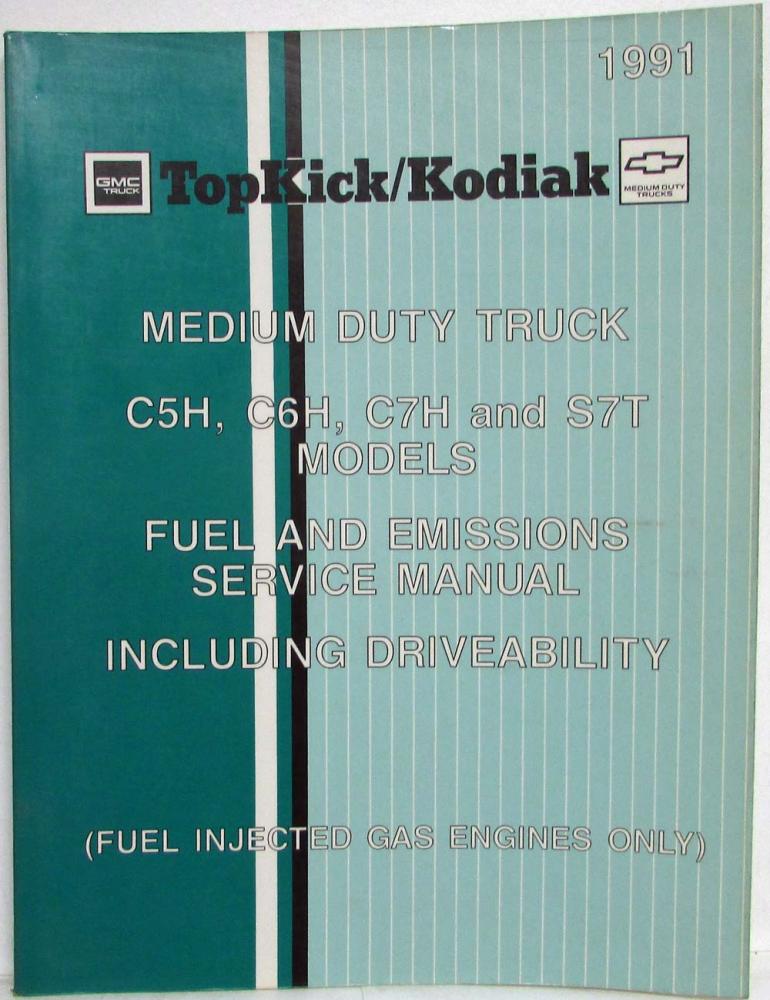 1991
GMC
TRUCK
TopKick/Kodiak
MEDIUM DUTY
TRUCKS
MEDIUM DUTY TRUCK
C5H, C6H, C7H and S7T
MODELS
FUEL AND EMISSIONS
SERVICE MANUAL
INCLUDING DRIVEABILITY
(FUEL INJECTED GAS ENGINES ONLY)